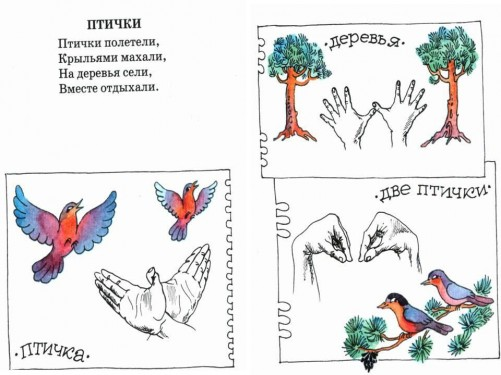 ПТИЧКИ
Птички полетели,
Крыльями махали,
На деревья сели,
Вместе отдыхали.
·ПТИЧКА·
·ДЕРЕВЬЯ·
·ДВЕ ПТИЧКИ·